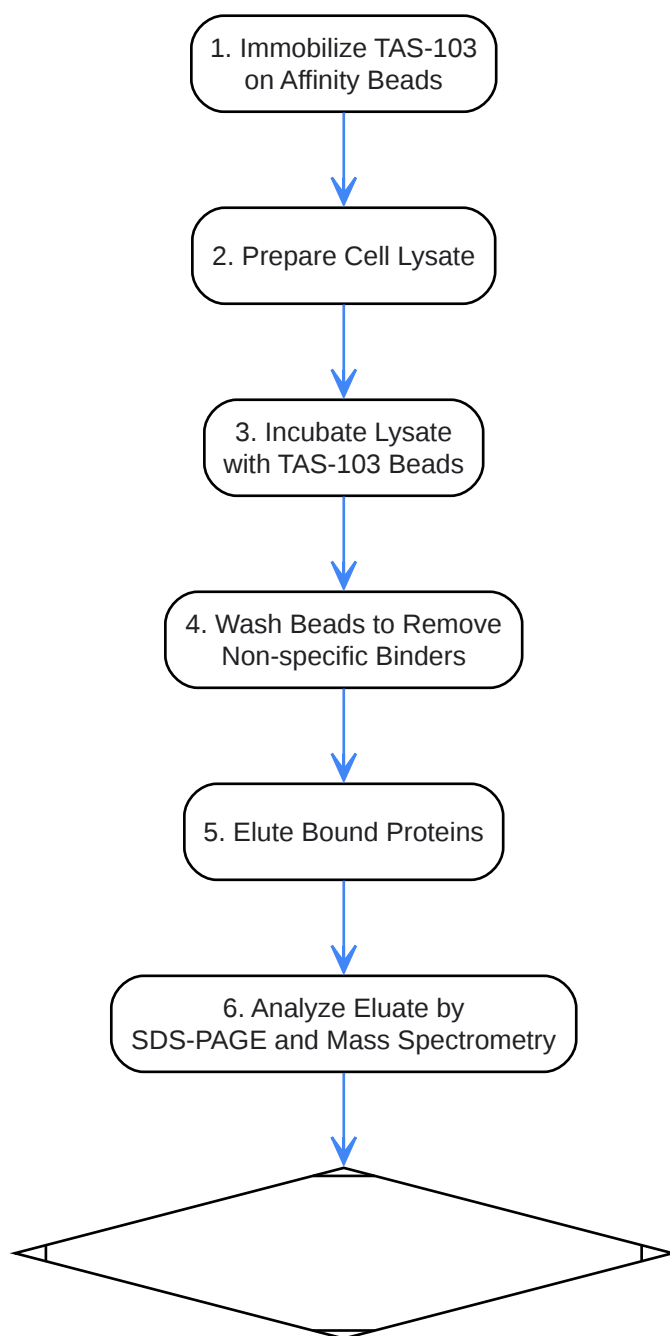 1. Immobilize TAS-103
on Affinity Beads
2. Prepare Cell Lysate
3. Incubate Lysate
with TAS-103 Beads
4. Wash Beads to Remove
Non-specific Binders
5. Elute Bound Proteins
6. Analyze Eluate by
SDS-PAGE and Mass Spectrometry